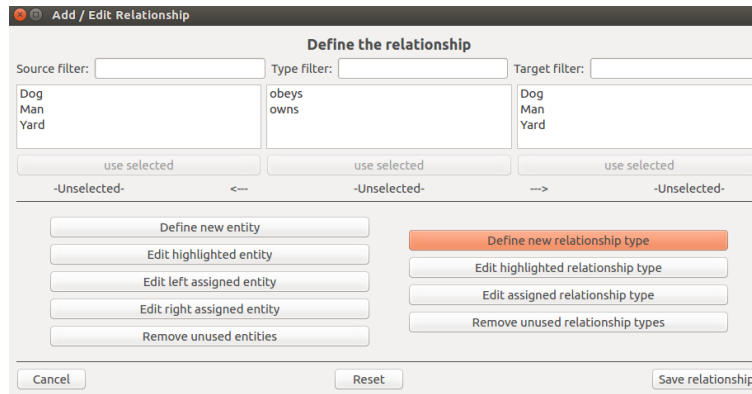 Add / Edit Relationship
Define the relationship
Source filter: Type filter: Target filter:
Dog obeys Dog
Man owns Man
Yard Yard
use selected use selected use selected
-Unselected- <--- -Unselected- ---> -Unselected-
Define new entity
Define new relationship type
Edit highlighted entity
Edit highlighted relationship type
Edit left assigned entity
Edit assigned relationship type
Edit right assigned entity
Remove unused relationship types
Remove unused entities
Cancel Reset Save relationship